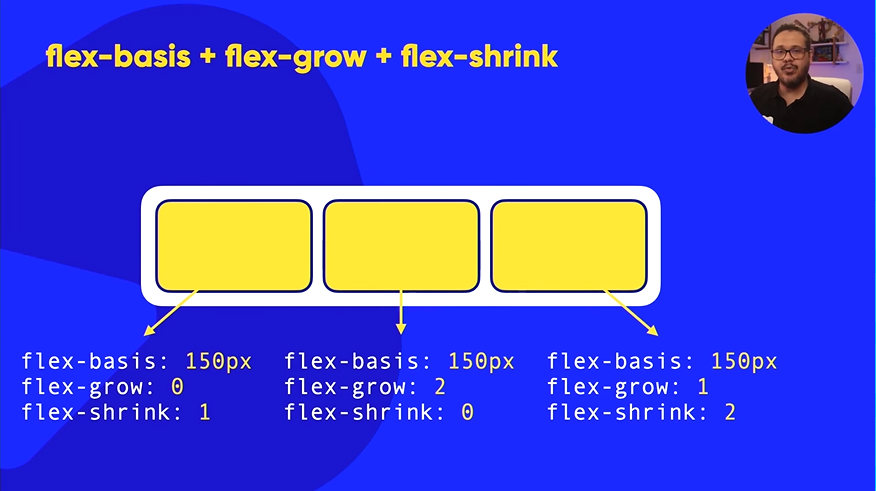 flex-basis + flex-grow + flex-shrink
flex-basis: 150px
flex-grow: 0
flex-shrink: 1
flex-basis: 150px
flex-grow: 2
flex-shrink: 0
flex-basis: 150px
flex-grow: 1
flex-shrink: 2